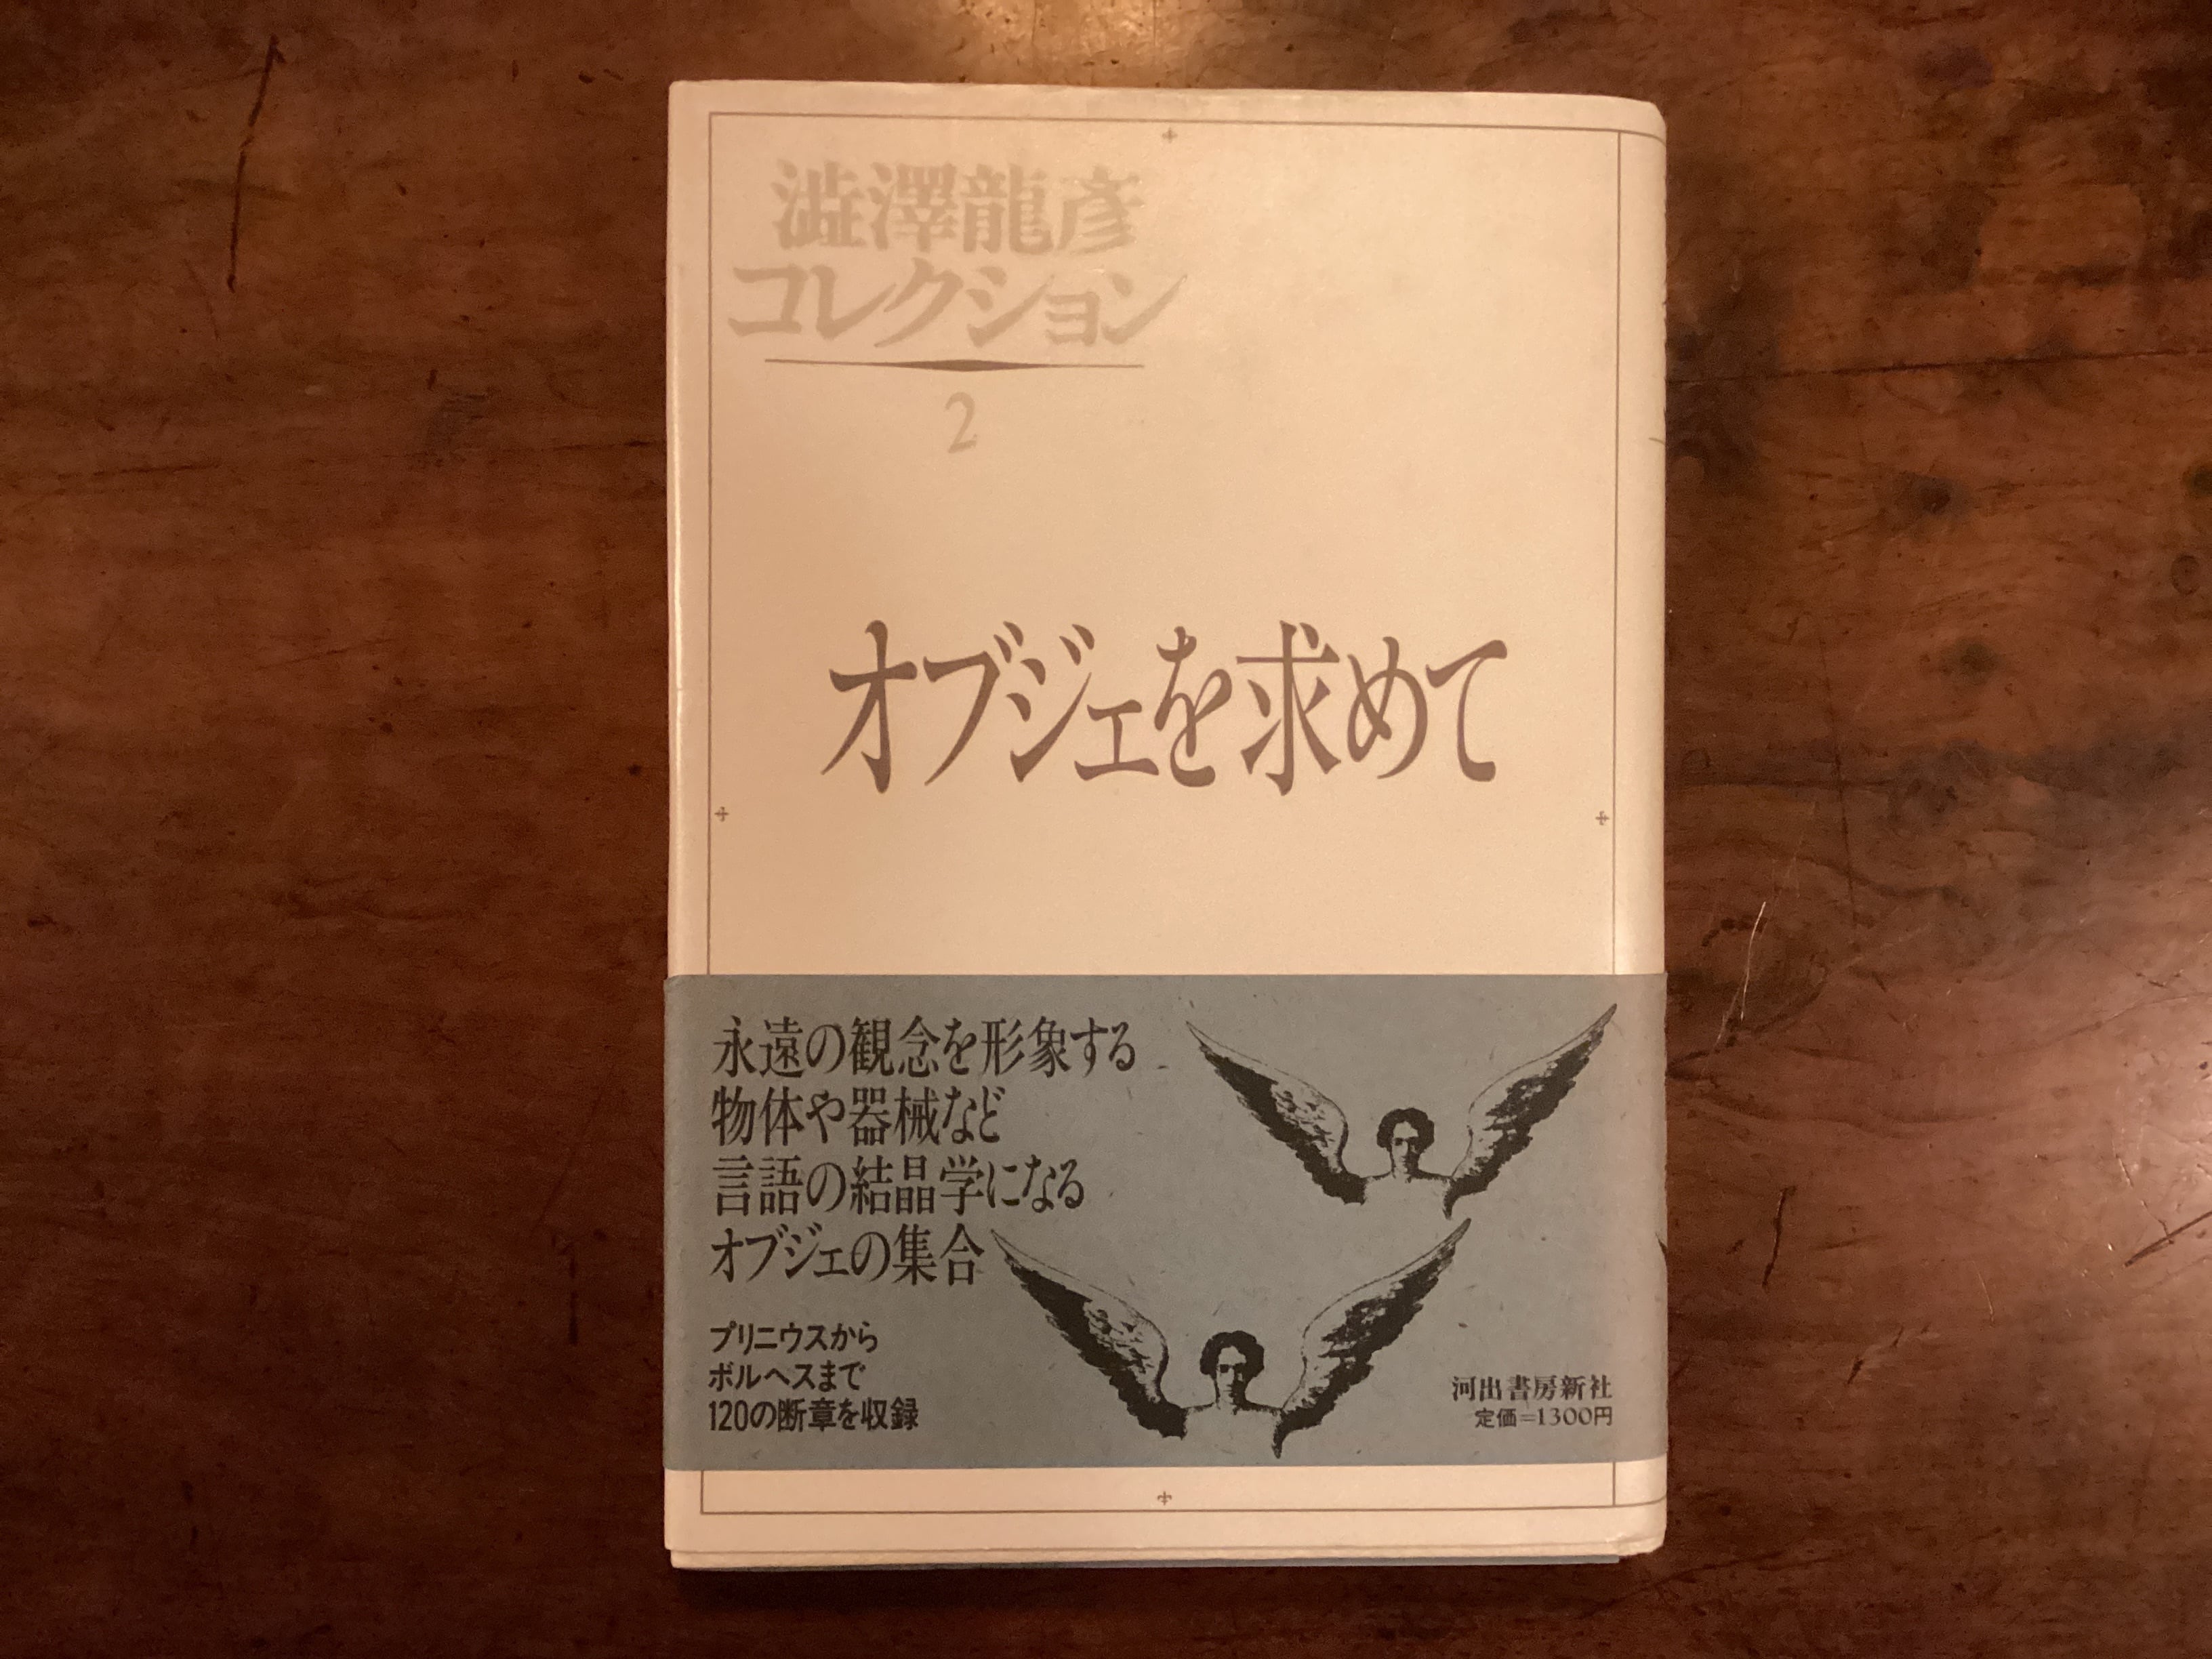 澁澤龍彥
コレクション
2
オブジェを求めて
永遠の観念を形象する
物体や器械など
言語の結晶学になる
オブジェの集合
プリニウスから
ボルヘスまで
120の断章を収録
河出書房新社
定価=1300円